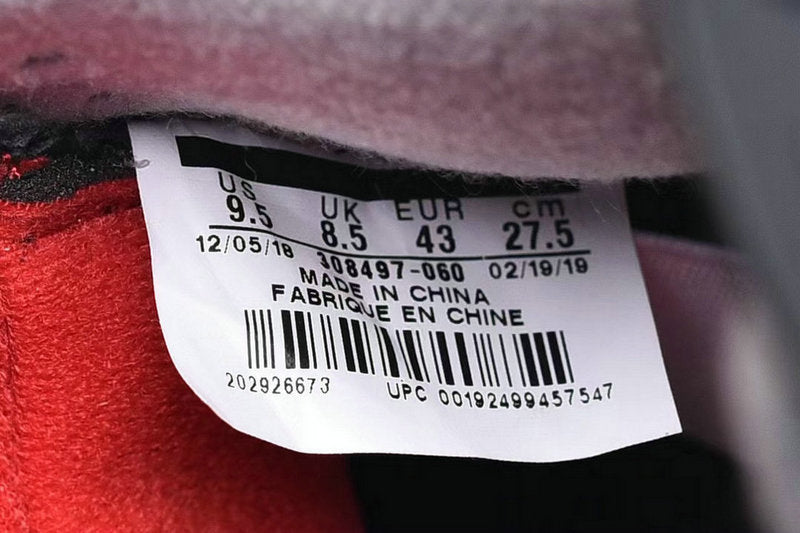 US UK EUR cm
9.5 8.5 43 27.5
12/05/18 308497-060 02/19/19
MADE IN CHINA
FABRIQUE EN CHINE
202926673 UPC 00192499457547